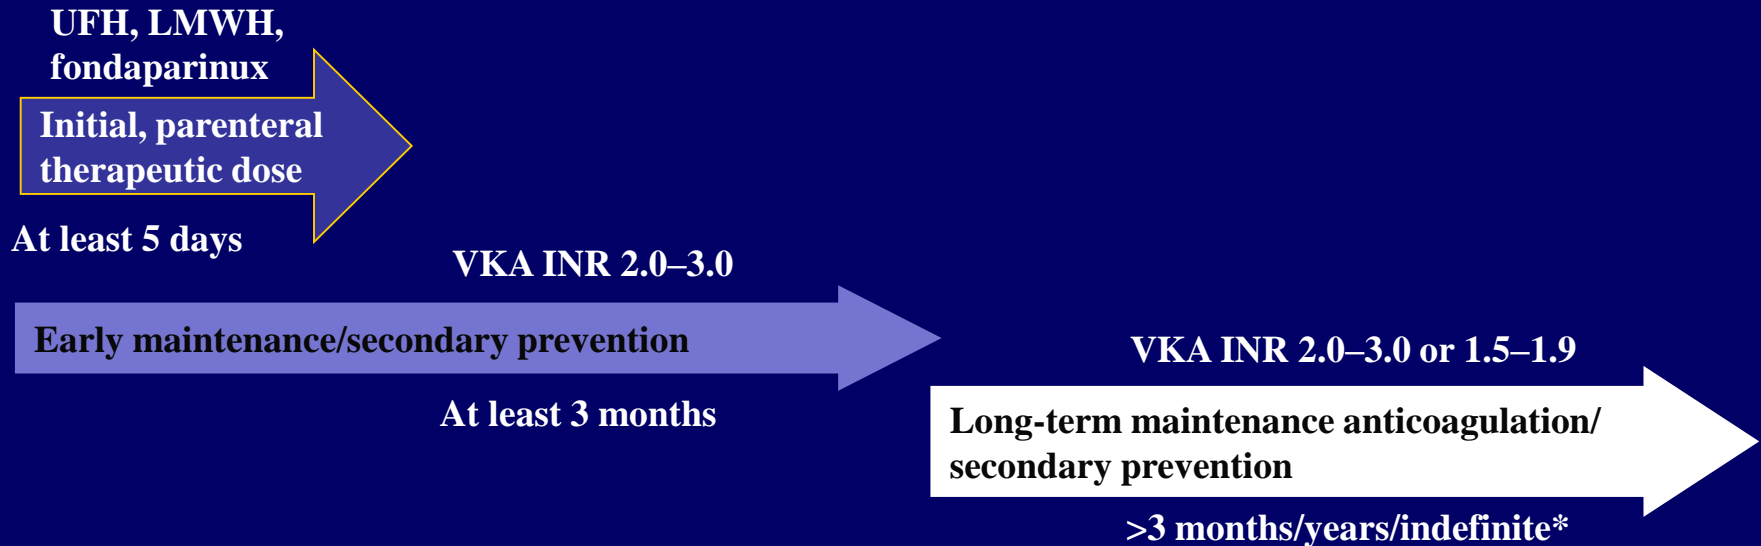 UFH, LMWH,
fondaparinux
Initial, parenteral
therapeutic dose
At least 5 days
VKA INR 2.0–3.0
Early maintenance/secondary prevention
At least 3 months
VKA INR 2.0–3.0 or 1.5–1.9
Long-term maintenance anticoagulation/
secondary prevention
>3 months/years/indefinite*